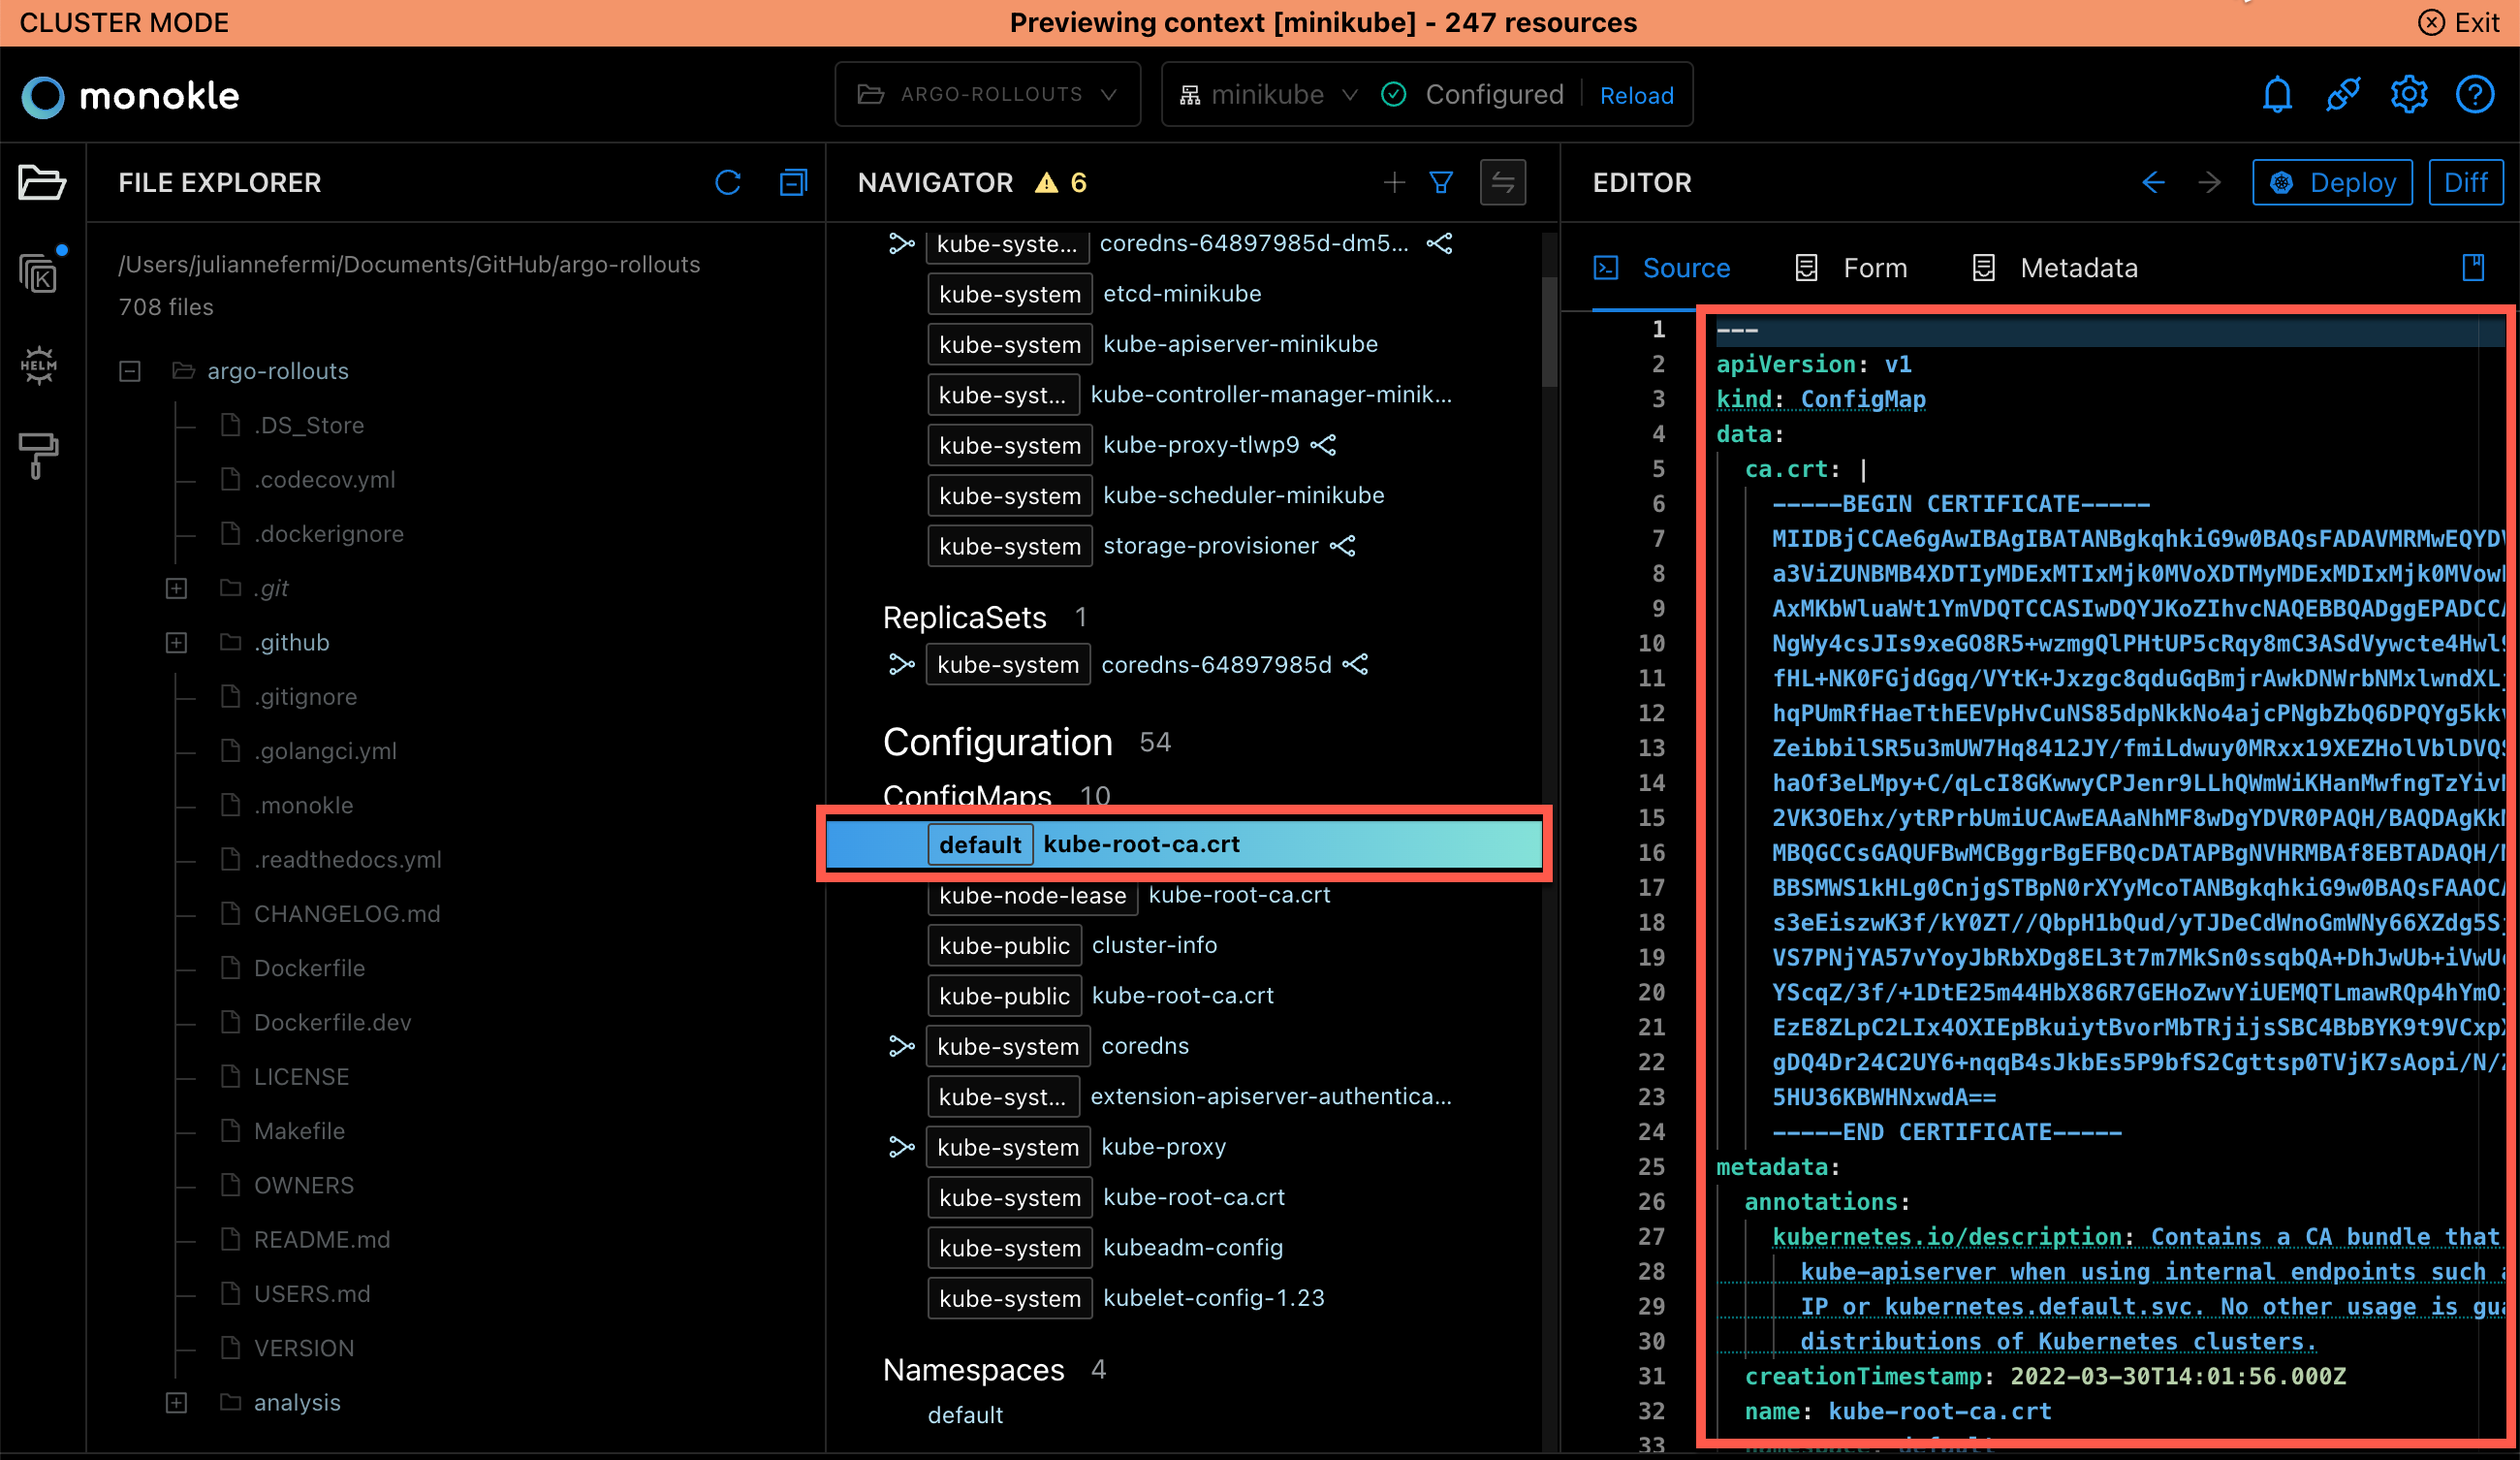 CLUSTER MODE
Previewing context [minikube] - 247 resources
Exit
monokle
ARGO-ROLLOUTS
minikube
Configured
Reload
FILE EXPLORER
/Users/juliannefermi/Documents/GitHub/argo-rollouts
708 files
argo-rollouts
.DS_Store
.codecov.yml
.dockerignore
.git
.github
.gitignore
.golangci.yml
.monokle
.readthedocs.yml
CHANGELOG.md
Dockerfile
Dockerfile.dev
LICENSE
Makefile
OWNERS
README.md
USERS.md
VERSION
analysis
K
HELM
NAVIGATOR 6
kube-syste... coredns-64897985d-dm5...
kube-system etcd-minikube
kube-system kube-apiserver-minikube
kube-syst... kube-controller-manager-minik...
kube-system kube-proxy-tlwp9
kube-system kube-scheduler-minikube
kube-system storage-provisioner
ReplicaSets 1
kube-system coredns-64897985d
Configuration 54
ConfigMaps 10
default kube-root-ca.crt
kube-node-lease kube-root-ca.crt
kube-public cluster-info
kube-public kube-root-ca.crt
kube-system coredns
kube-syst... extension-apiserver-authentica...
kube-system kube-proxy
kube-system kube-root-ca.crt
kube-system kubeadm-config
kube-system kubelet-config-1.23
Namespaces 4
default
EDITOR
Deploy
Diff
Source
Form
Metadata
1 ---
2 apiVersion: v1
3 kind: ConfigMap
4 data:
5 ca.crt: |
6 -----BEGIN CERTIFICATE-----
7 MIIDBjCCAe6gAwIBAgIBATANBgkqhkiG9w0BAQsFADAVMRMwEQYDV
8 a3ViZUNBMB4XDTIyMDExMTIxMjk0MVoXDTMyMDExMDIxMjk0MVow
9 AxMKbWluaWt1YmVDQTCCASIwDQYJKoZIhvcNAQEBBQADggEPADCCA
10 NgWy4csJIs9xeGO8R5+wzmgQlPHtUP5cRqy8mC3ASdVywcte4Hwl9
11 fHL+NK0FGjdGgq/VYtK+Jxzgc8qduGqBmjrAwkDNWrbNMxlwndXL
12 hqPUmRfHaeTthEEVpHvCuNS85dpNkkNo4ajcPNgbZbQ6DPQYg5kk
13 ZeibbilSR5u3mUW7Hq8412JY/fmiLdwuy0MRxx19XEZHolVblDVQ
14 haOf3eLMpy+C/qLcI8GKwwyCPJenr9LLhQWmWiKHanMwfngTzYiv
15 2VK3OEhx/ytRPrbUmiUCAwEAAaNhMF8wDgYDVR0PAQH/BAQDAgKk
16 MBQGCCsGAQUFBwMCBggrBgEFBQcDATAPBgNVHRMBAf8EBTADAQH/
17 BBSMWS1kHLg0CnjgSTBpN0rXYyMcoTANBgkqhkiG9w0BAQsFAAOCA
18 s3eEiszwK3f/kY0ZT//QbpH1bQud/yTJDeCdWnoGmWNy66XZdg5S
19 VS7PNjYA57vYoyJbRbXDg8EL3t7m7MkSn0ssqbQA+DhJwUb+iVwU
20 YScqZ/3f/+1DtE25m44HbX86R7GEHoZwvYiUEMQTLmawRQp4hYmO
21 EzE8ZLpC2LIx4OXIEpBkuiytBvorMbTRjijsSBC4BbBYK9t9VCxp
22 gDQ4Dr24C2UY6+nqqB4sJkbEs5P9bfS2Cgttsp0TVjK7sAopi/N/
23 5HU36KBWHNxwdA==
24 -----END CERTIFICATE-----
25 metadata:
26 annotations:
27 kubernetes.io/description: Contains a CA bundle that
28 kube-apiserver when using internal endpoints such
29 IP or kubernetes.default.svc. No other usage is
30 distributions of Kubernetes clusters.
31 creationTimestamp: 2022-03-30T14:01:56.000Z
32 name: kube-root-ca.crt
33